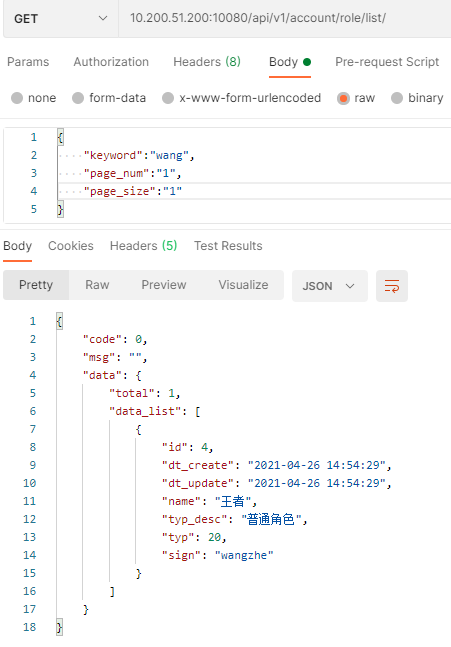 GET 10.200.51.200:10080/api/v1/account/role/list/
Params Authorization Headers (8) Body Pre-request Script
none form-data x-www-form-urlencoded raw binary
1 {
2 ····"keyword":"wang",
3 ····"page_num":"1",
4 ····"page_size":"1"
5 }
Body Cookies Headers (5) Test Results
Pretty Raw Preview Visualize JSON
1 {
2 "code": 0,
3 "msg": "",
4 "data": {
5 "total": 1,
6 "data_list": [
7 {
8 "id": 4,
9 "dt_create": "2021-04-26 14:54:29",
10 "dt_update": "2021-04-26 14:54:29",
11 "name": "王者",
12 "typ_desc": "普通角色",
13 "typ": 20,
14 "sign": "wangzhe"
15 }
16 ]
17 }
18 }